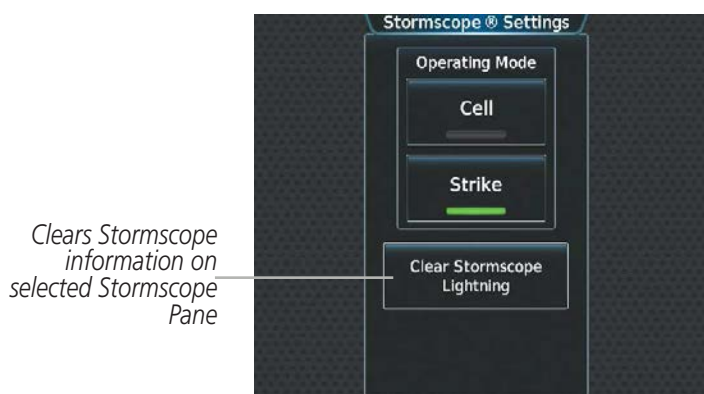 Stormscope ® Settings
Operating Mode
Cell
Strike
Clears Stormscope
information on
selected Stormscope
Pane
Clear Stormscope
Lightning